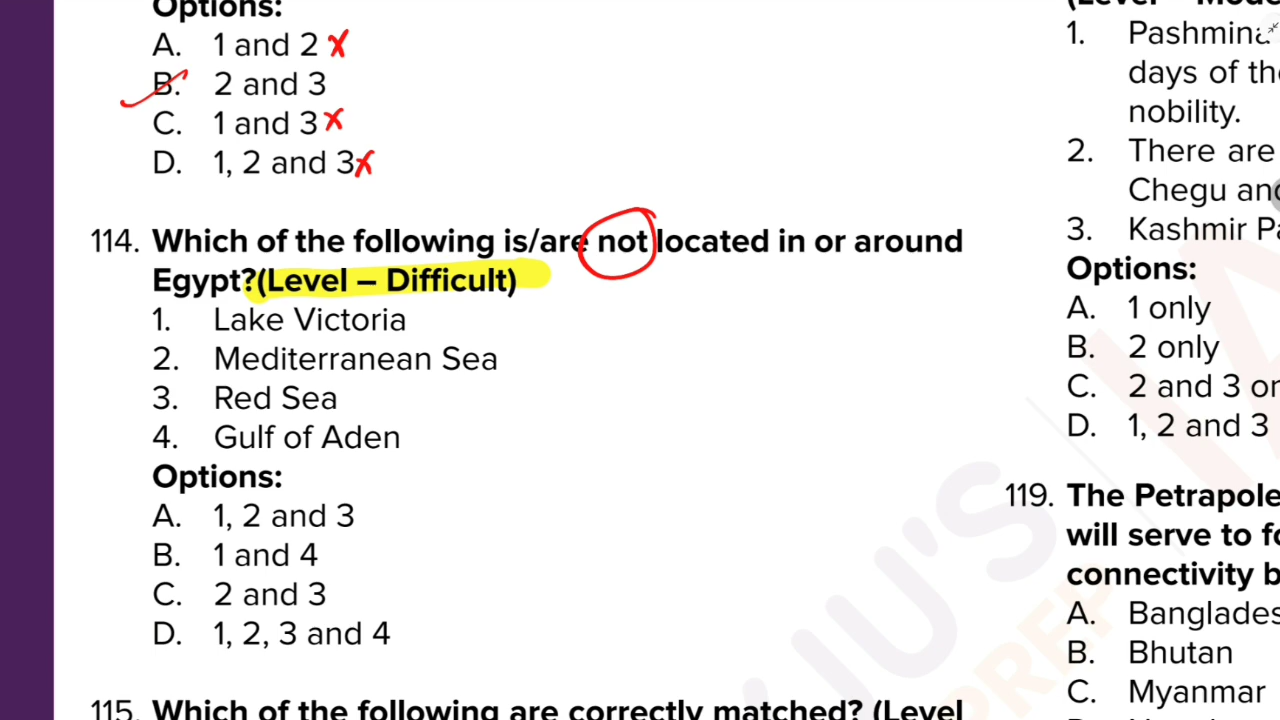 Options:
A. 1 and 2
B. 2 and 3
C. 1 and 3
D. 1, 2 and 3
114. Which of the following is/are not located in or around
Egypt?(Level – Difficult)
1. Lake Victoria
2. Mediterranean Sea
3. Red Sea
4. Gulf of Aden
Options:
A. 1, 2 and 3
B. 1 and 4
C. 2 and 3
D. 1, 2, 3 and 4
115. Which of the following are correctly matched? (Level
1. Pashmina
days of the
nobility.
2. There are
Chegu and
3. Kashmir
Options:
A. 1 only
B. 2 only
C. 2 and 3
D. 1, 2 and 3
119. The Petrapole
will serve to
connectivity
A.
B. Bhutan
C. Myanmar
U'S
PREP